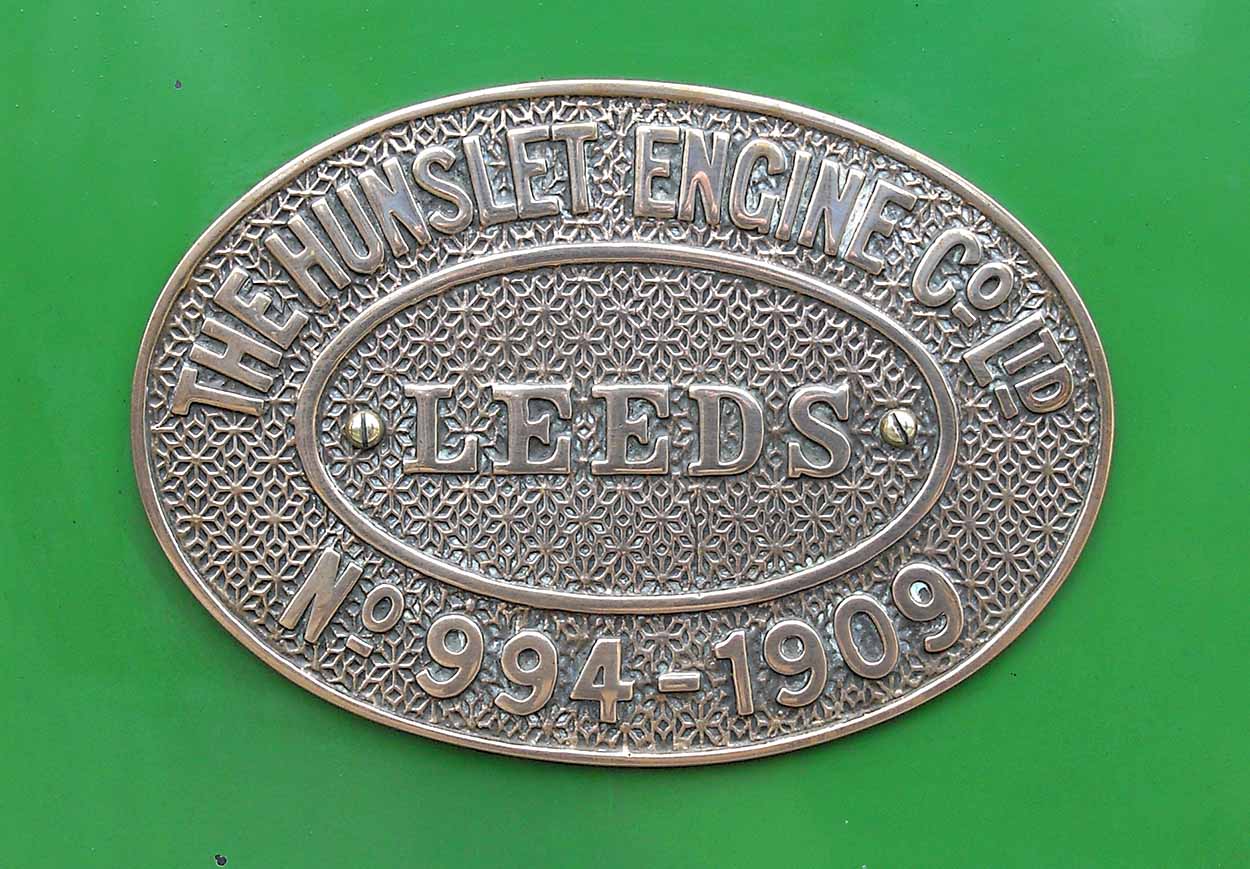 THE HUNSLET ENGINE Co LTD
LEEDS
No 994-1909